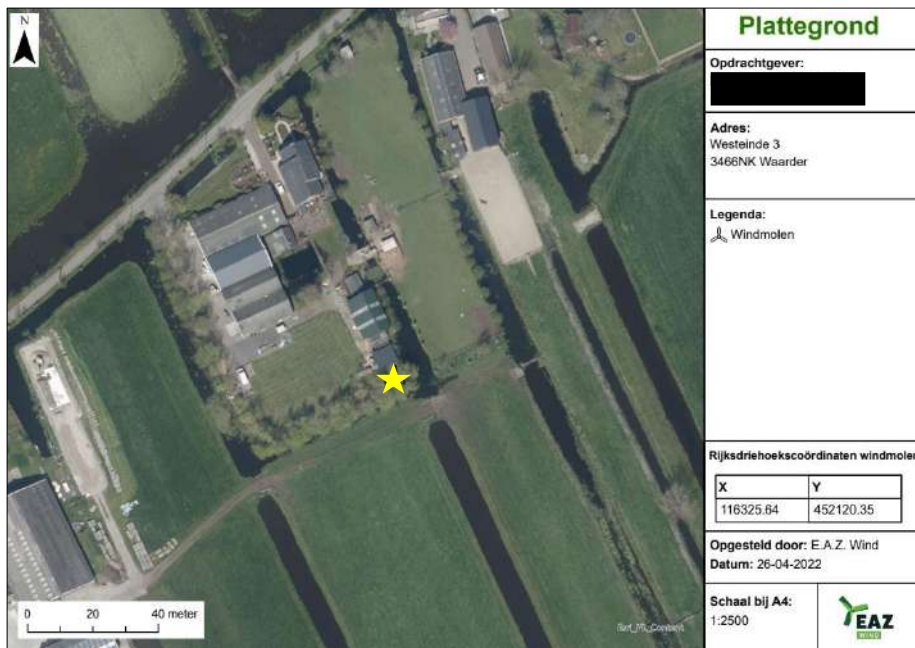 N
Plattegrond
Opdrachtgever:
Adres:
Westeinde 3
3466NK Waarder
Legenda:
Windmolen
Rijksdriehoekscoördinaten windmolen
X Y
116325.64 452120.35
Opgesteld door: E.A.Z. Wind
Datum: 26-04-2022
Schaal bij A4:
1:2500
EAZ
WIND
0 20 40 meter